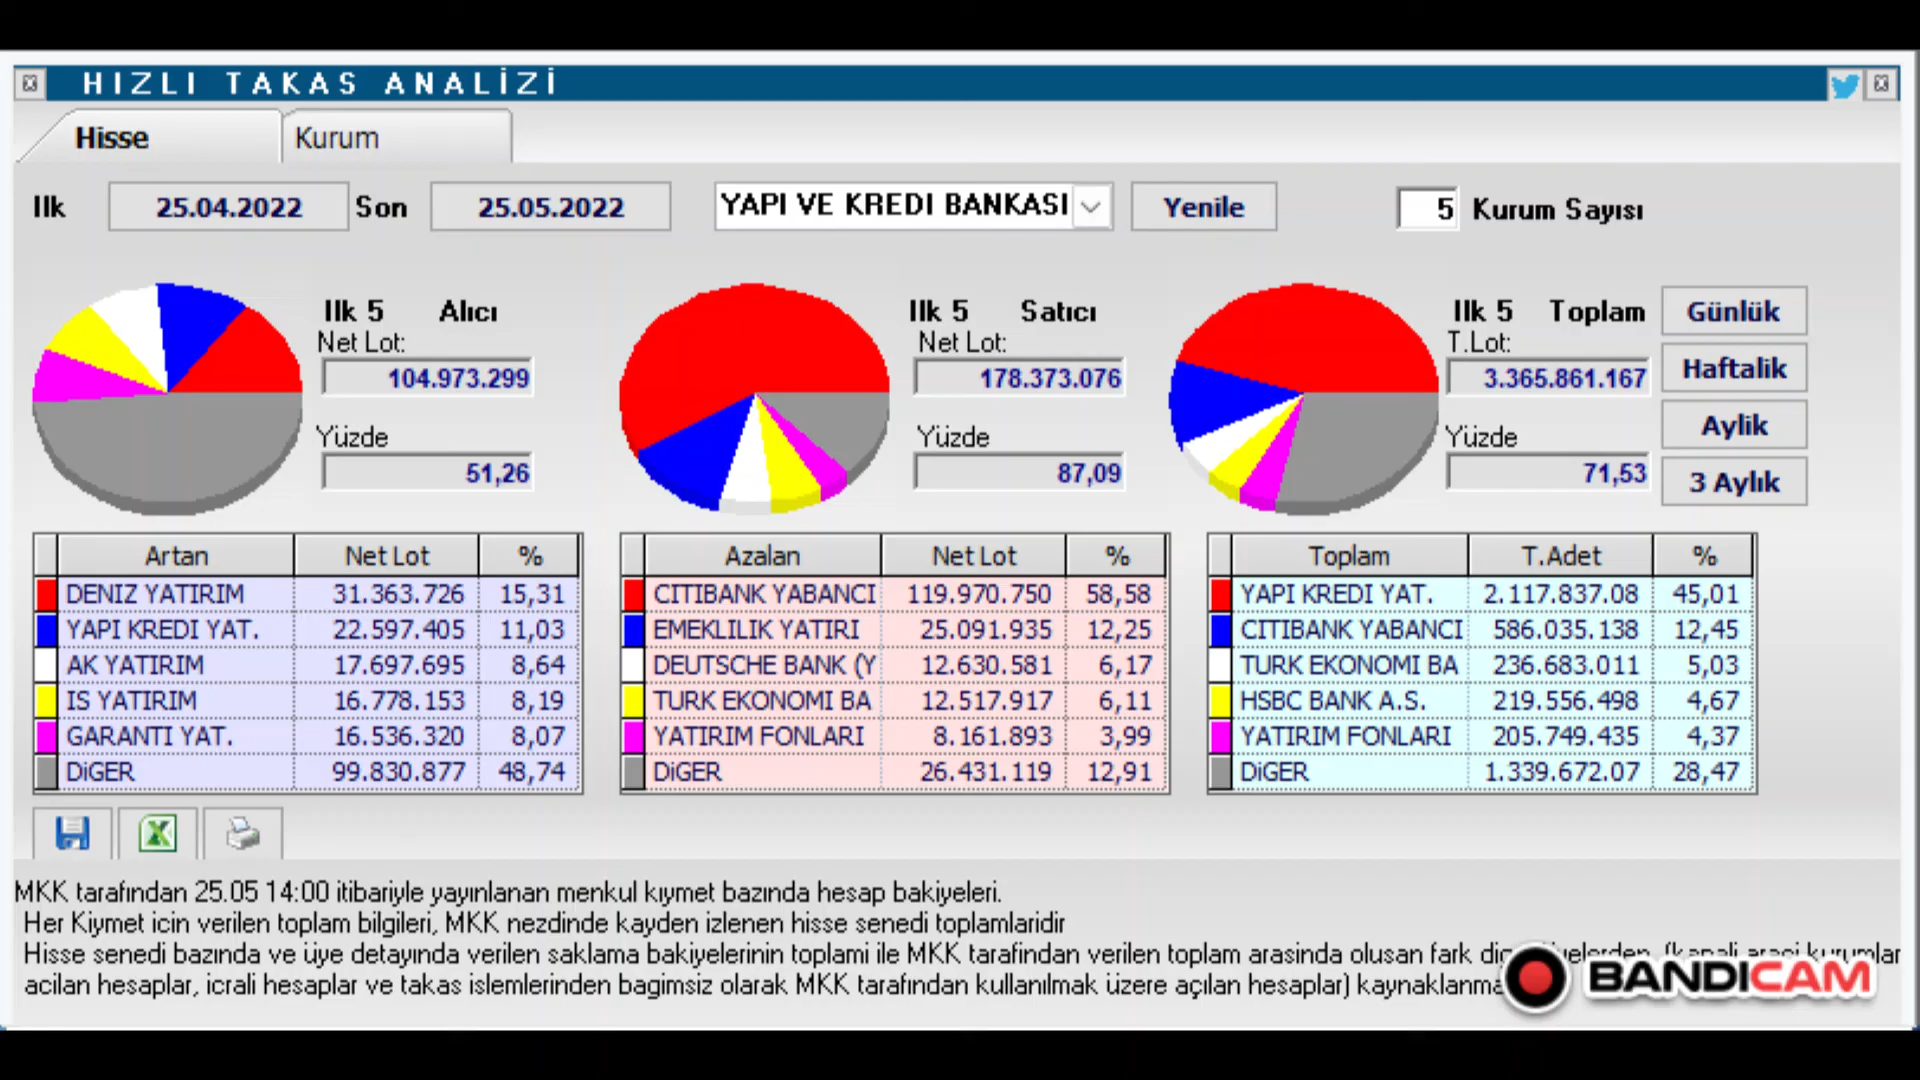 HIZLI TAKAS ANALİZİ
Hisse
Kurum
Ilk 25.04.2022 Son 25.05.2022 YAPI VE KREDI BANKASI Yenile 5 Kurum Sayısı
Ilk 5 Alıcı
Net Lot:
104.973.299
Yüzde
51,26
Ilk 5 Satıcı
Net Lot:
178.373.076
Yüzde
87,09
Ilk 5 Toplam
T.Lot:
3.365.861.167
Yüzde
71,53
Günlük
Haftalik
Aylik
3 Aylık
Artan Net Lot %
DENIZ YATIRIM 31.363.726 15,31
YAPI KREDI YAT. 22.597.405 11,03
AK YATIRIM 17.697.695 8,64
IS YATIRIM 16.778.153 8,19
GARANTI YAT. 16.536.320 8,07
DiGER 99.830.877 48,74
Azalan Net Lot %
CITIBANK YABANCI 119.970.750 58,58
EMEKLILIK YATIRI 25.091.935 12,25
DEUTSCHE BANK (Y 12.630.581 6,17
TURK EKONOMI BA 12.517.917 6,11
YATIRIM FONLARI 8.161.893 3,99
DiGER 26.431.119 12,91
Toplam T.Adet %
YAPI KREDI YAT. 2.117.837.08 45,01
CITIBANK YABANCI 586.035.138 12,45
TURK EKONOMI BA 236.683.011 5,03
HSBC BANK A.S. 219.556.498 4,67
YATIRIM FONLARI 205.749.435 4,37
DiGER 1.339.672.07 28,47
MKK tarafından 25.05 14:00 itibariyle yayınlanan menkul kıymet bazında hesap bakiyeleri.
Her Kiymet icin verilen toplam bilgileri, MKK nezdinde kayden izlenen hisse senedi toplamlaridir
Hisse senedi bazında ve üye detayında verilen saklama bakiyelerinin toplami ile MKK tarafindan verilen toplam arasinda olusan fark
acilan hesaplar, icrali hesaplar ve takas islemlerinden bagimsiz olarak MKK tarafından kullanılmak üzere açılan hesaplar)
BANDICAM